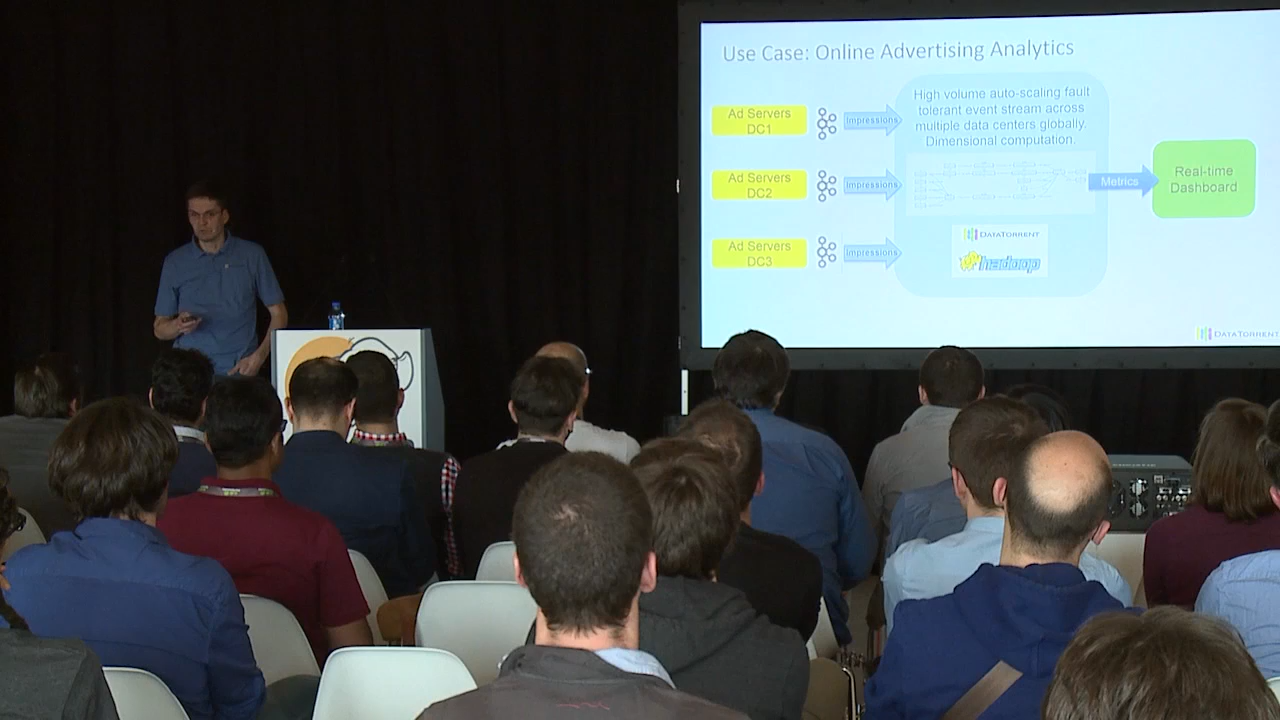 Use Case: Online Advertising Analytics
High volume auto-scaling fault
tolerant event stream across
multiple data centers globally.
Dimensional computation.
Ad Servers
DC1
Impressions
Ad Servers
DC2
Impressions
Metrics
Real-time
Dashboard
Ad Servers
DC3
Impressions
DATATORRENT
hadoop
DATATORRENT